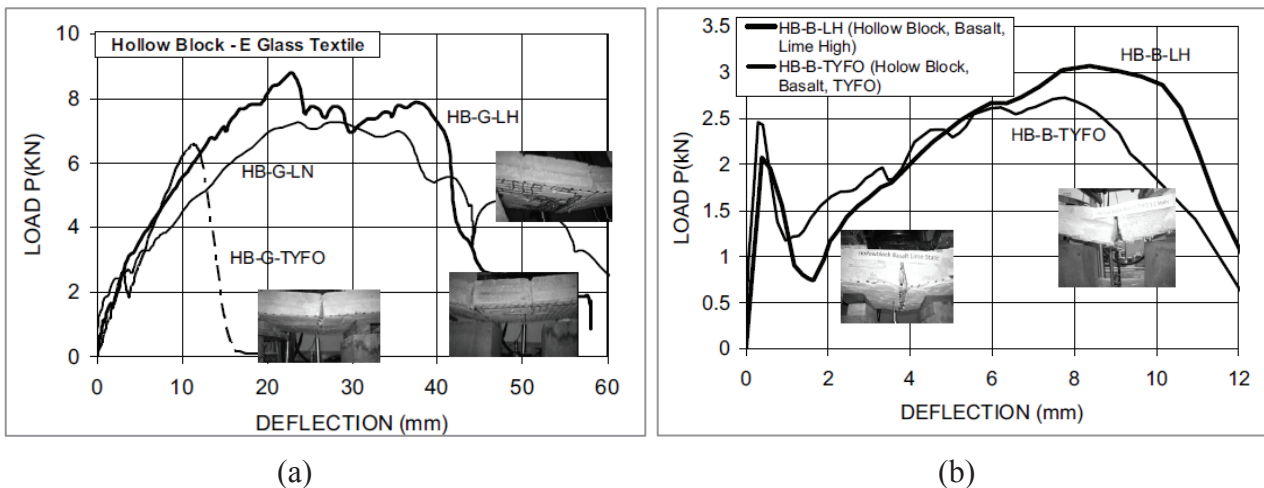 Hollow Block - E Glass Textile
10
8
6
4
2
0
0
10
20
30
40
50
60
LOAD P(KN)
DEFLECTION (mm)
HB-G-LH
HB-G-LN
HB-G-TYFO
(a)
HB-B-LH (Hollow Block, Basalt,
Lime High)
HB-B-TYFO (Holow Block,
Basalt, TYFO)
3.5
3
2.5
2
1.5
1
0.5
0
0
2
4
6
8
10
12
LOAD P(kN)
DEFLECTION (mm)
HB-B-LH
HB-B-TYFO
Basalt Lime
(b)